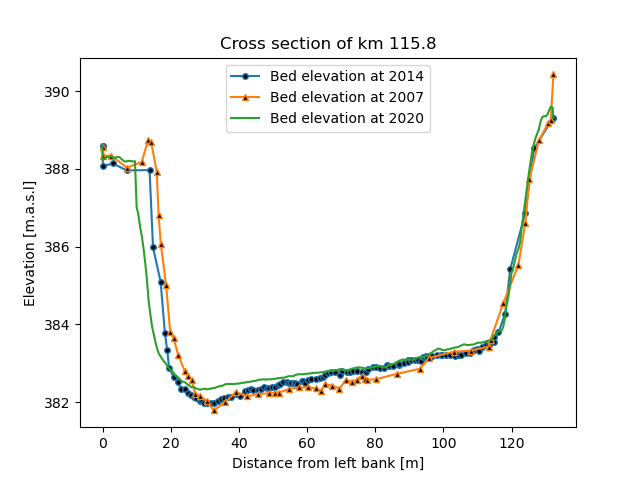 Cross section of km 115.8
Bed elevation at 2014
Bed elevation at 2007
Bed elevation at 2020
Elevation [m.a.s.l]
390
388
386
384
382
0 20 40 60 80 100 120
Distance from left bank [m]